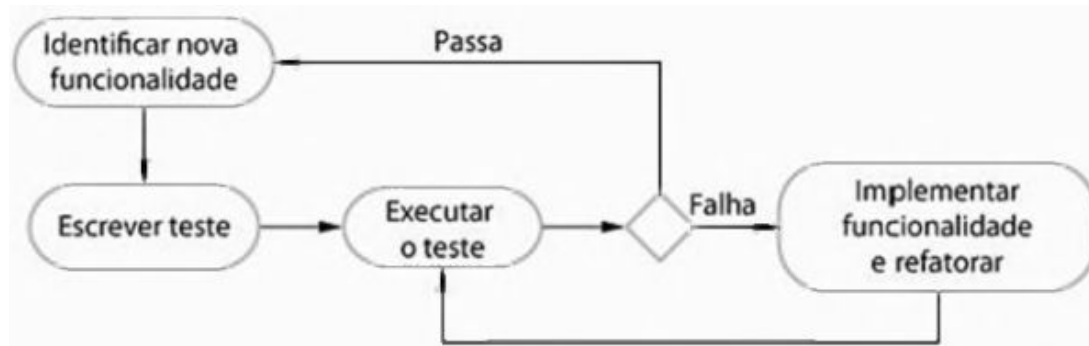 Identificar nova
funcionalidade
Passa
Escrever teste
Executar
o teste
Falha
Implementar
funcionalidade
e refatorar